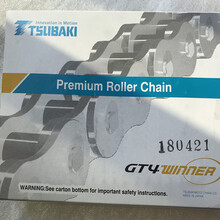 Innovation in Motion
TSUBAKI
Premium Roller Chain
180421
GT4 WINNER
WARNING: See carton bottom for important safety instructions.